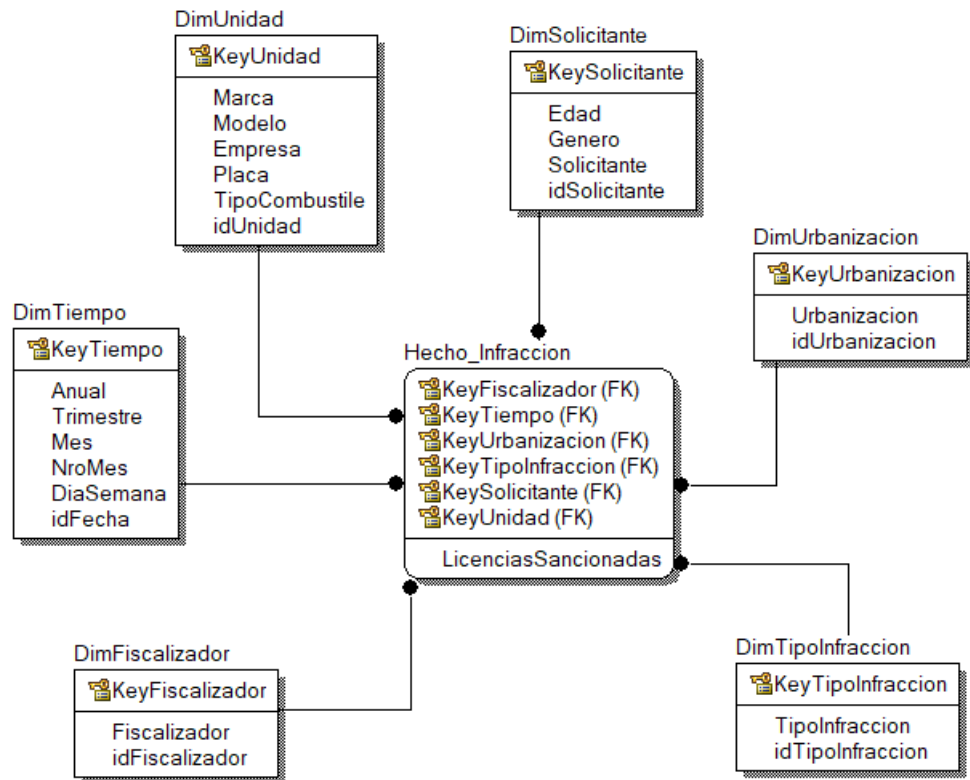 DimUnidad
KeyUnidad
Marca
Modelo
Empresa
Placa
TipoCombustile
idUnidad
DimSolicitante
KeySolicitante
Edad
Genero
Solicitante
idSolicitante
DimUrbanizacion
KeyUrbanizacion
Urbanizacion
idUrbanizacion
DimTiempo
KeyTiempo
Anual
Trimestre
Mes
NroMes
DiaSemana
idFecha
Hecho_Infraccion
KeyFiscalizador (FK)
KeyTiempo (FK)
KeyUrbanizacion (FK)
KeyTipoInfraccion (FK)
KeySolicitante (FK)
KeyUnidad (FK)
LicenciasSancionadas
DimFiscalizador
KeyFiscalizador
Fiscalizador
idFiscalizador
DimTipoInfraccion
KeyTipoInfraccion
TipoInfraccion
idTipoInfraccion